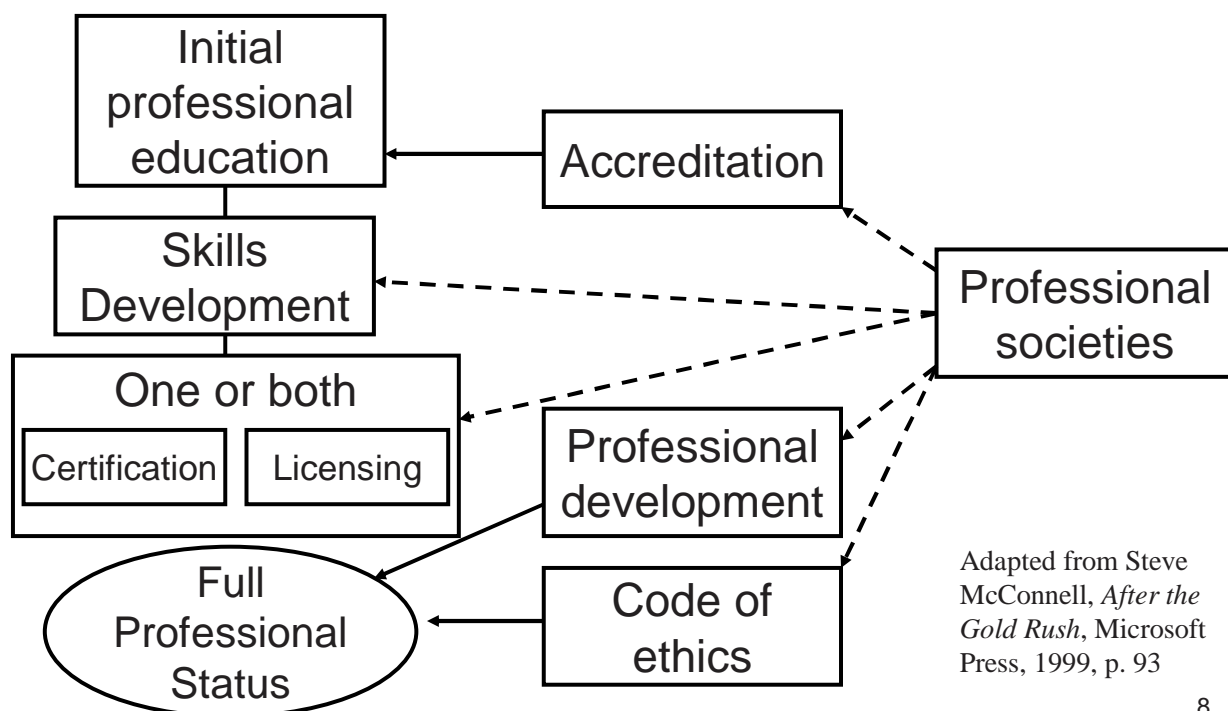 Initial
professional
education
Accreditation
Skills
Development
Professional
societies
One or both
Certification
Licensing
Professional
development
Full
Professional
Status
Code of
ethics
Adapted from Steve
McConnell, After the
Gold Rush, Microsoft
Press, 1999, p. 93
8